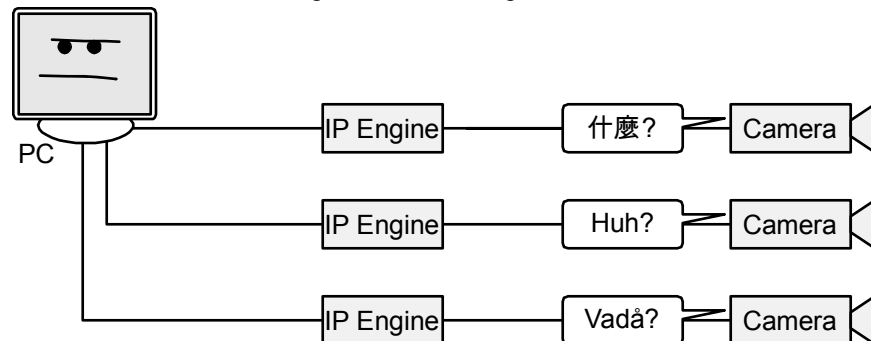 IP Engine
什麼?
Camera
PC
IP Engine
Huh?
Camera
IP Engine
Vadå?
Camera